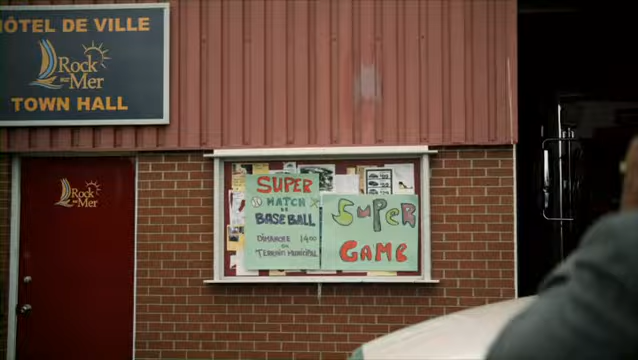 HÔTEL DE VILLE
Rock
sur
Mer
TOWN HALL
Rock
sur
Mer
SUPER
MATCH
DE
BASEBALL
DIMANCHE 14:00
TERRAIN MUNICIPAL
SUPER
GAME